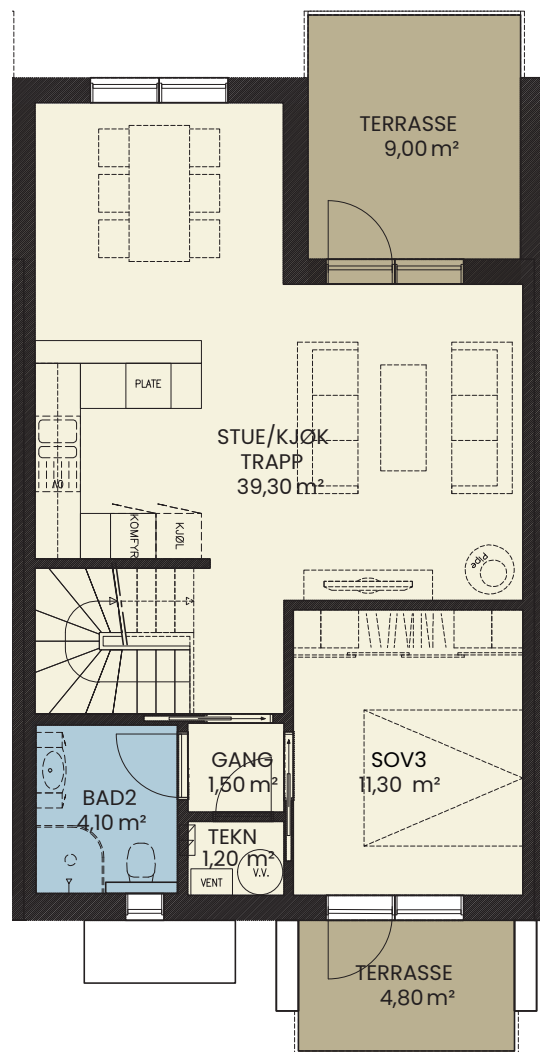 TERRASSE
9,00 m²
PLATE
STUE/KJØK
TRAPP
39,30 m²
KOMFYR
KJØL
Pipe
GANG
1,50 m²
SOV3
11,30 m²
BAD2
4,10 m²
TEKN
1,20 m²
V.V.
VENT
TERRASSE
4,80 m²